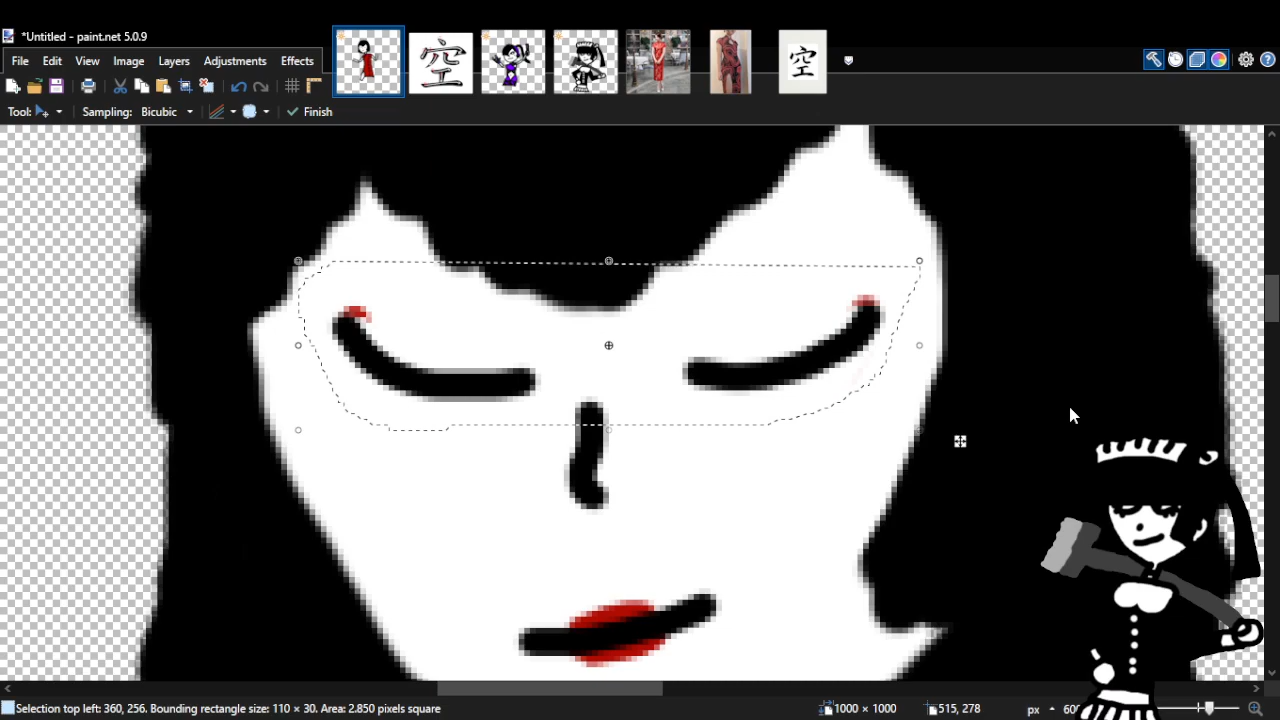 *Untitled - paint.net 5.0.9
File Edit View Image Layers Adjustments Effects
空
空
Tool: Sampling: Bicubic Finish
Selection top left: 360, 256. Bounding rectangle size: 110 × 30. Area: 2.850 pixels square
1000 × 1000
515, 278
px